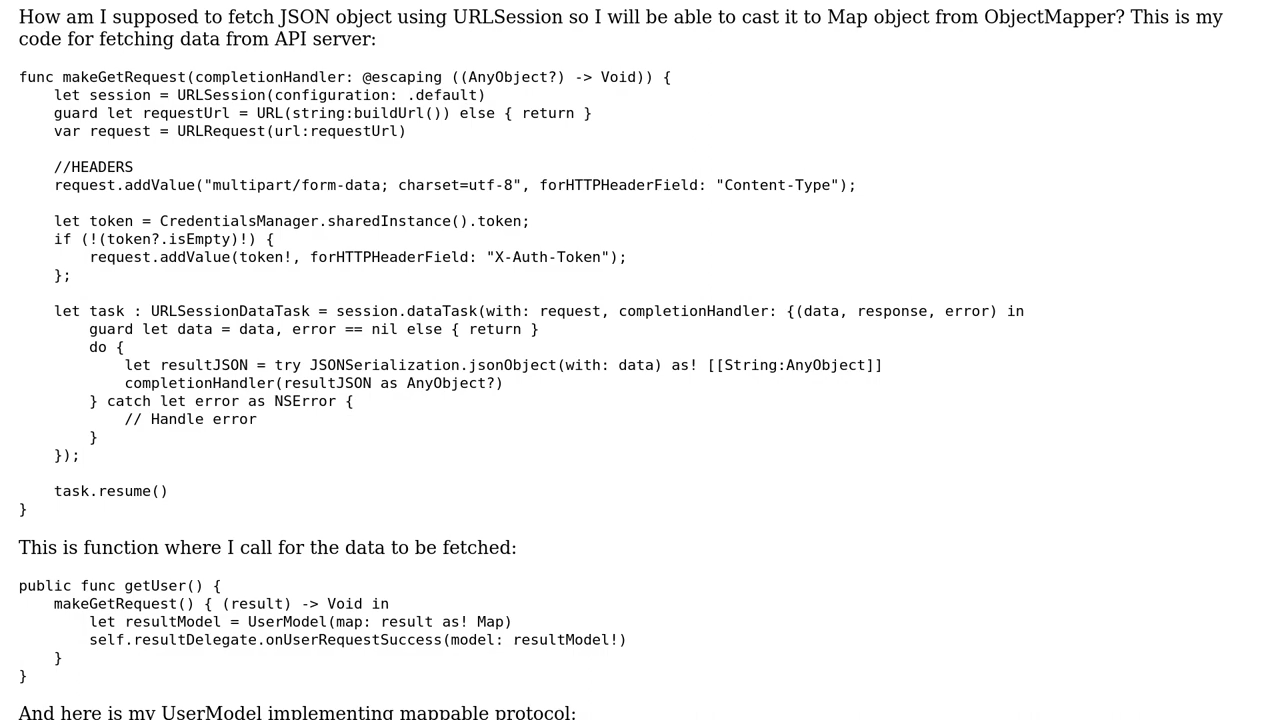 How am I supposed to fetch JSON object using URLSession so I will be able to cast it to Map object from ObjectMapper? This is my
code for fetching data from API server:
func makeGetRequest(completionHandler: @escaping ((AnyObject?) -> Void)) {
    let session = URLSession(configuration: .default)
    guard let requestUrl = URL(string:buildUrl()) else { return }
    var request = URLRequest(url:requestUrl)

    //HEADERS
    request.addValue("multipart/form-data; charset=utf-8", forHTTPHeaderField: "Content-Type");

    let token = CredentialsManager.sharedInstance().token;
    if (!(token?.isEmpty)!) {
        request.addValue(token!, forHTTPHeaderField: "X-Auth-Token");
    };

    let task : URLSessionDataTask = session.dataTask(with: request, completionHandler: {(data, response, error) in
        guard let data = data, error == nil else { return }
        do {
            let resultJSON = try JSONSerialization.jsonObject(with: data) as! [[String:AnyObject]]
            completionHandler(resultJSON as AnyObject?)
        } catch let error as NSError {
            // Handle error
        }
    });

    task.resume()
}
This is function where I call for the data to be fetched:
public func getUser() {
    makeGetRequest() { (result) -> Void in
        let resultModel = UserModel(map: result as! Map)
        self.resultDelegate.onUserRequestSuccess(model: resultModel!)
    }
}
And here is my UserModel implementing mappable protocol: